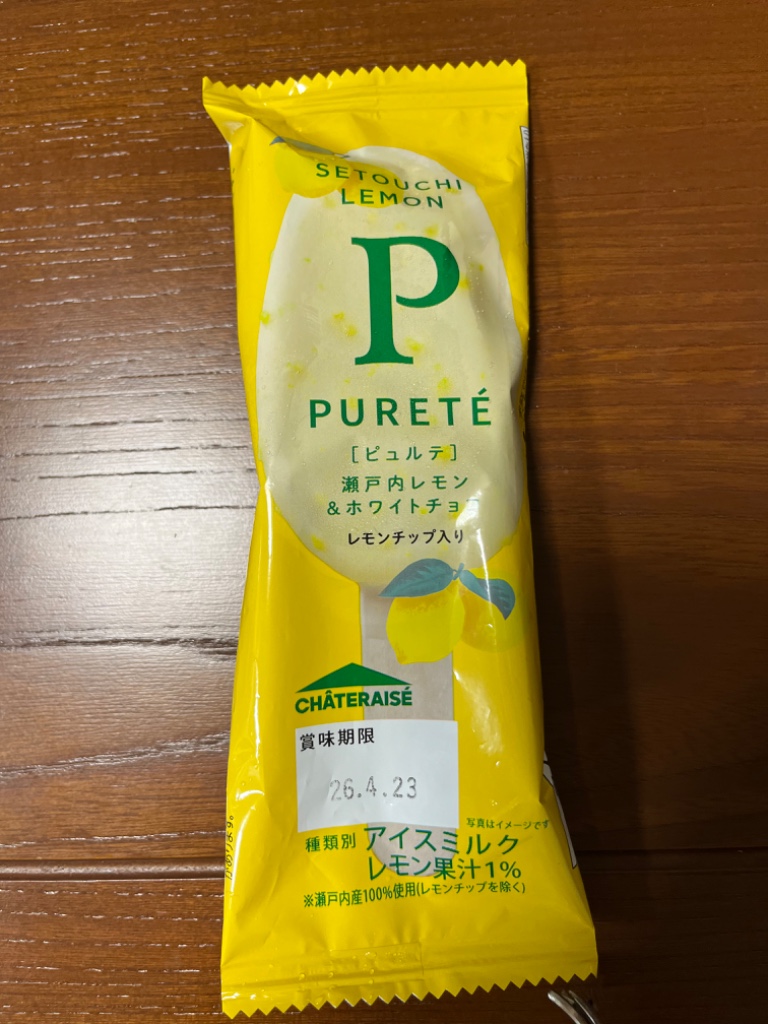 SETOUCHI
LEMON
P
PURETÉ
[ピュルテ]
瀬戸内レモン
&ホワイトチョコ
レモンチップ入り
CHÂTERAISÉ
賞味期限
26.4.23
写真はイメージです
種類別 アイスミルク
レモン果汁1%
※瀬戸内産100%使用(レモンチップを除く)